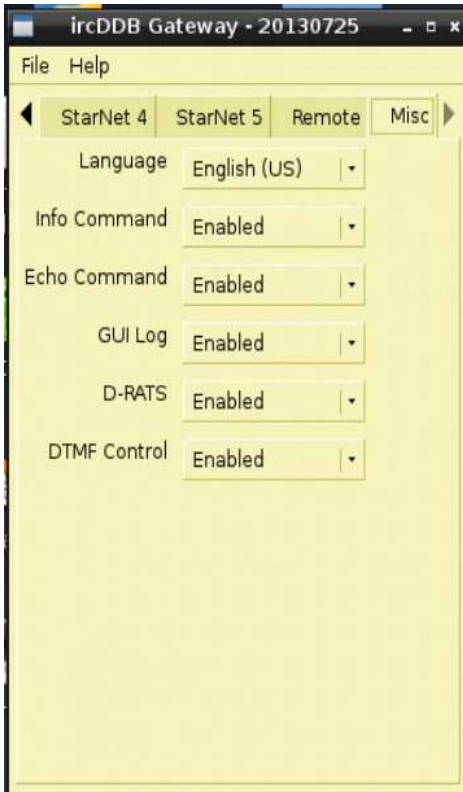 ircDDB Gateway - 20130725
File Help
StarNet 4 StarNet 5 Remote Misc
Language English (US)
Info Command Enabled
Echo Command Enabled
GUI Log Enabled
D-RATS Enabled
DTMF Control Enabled